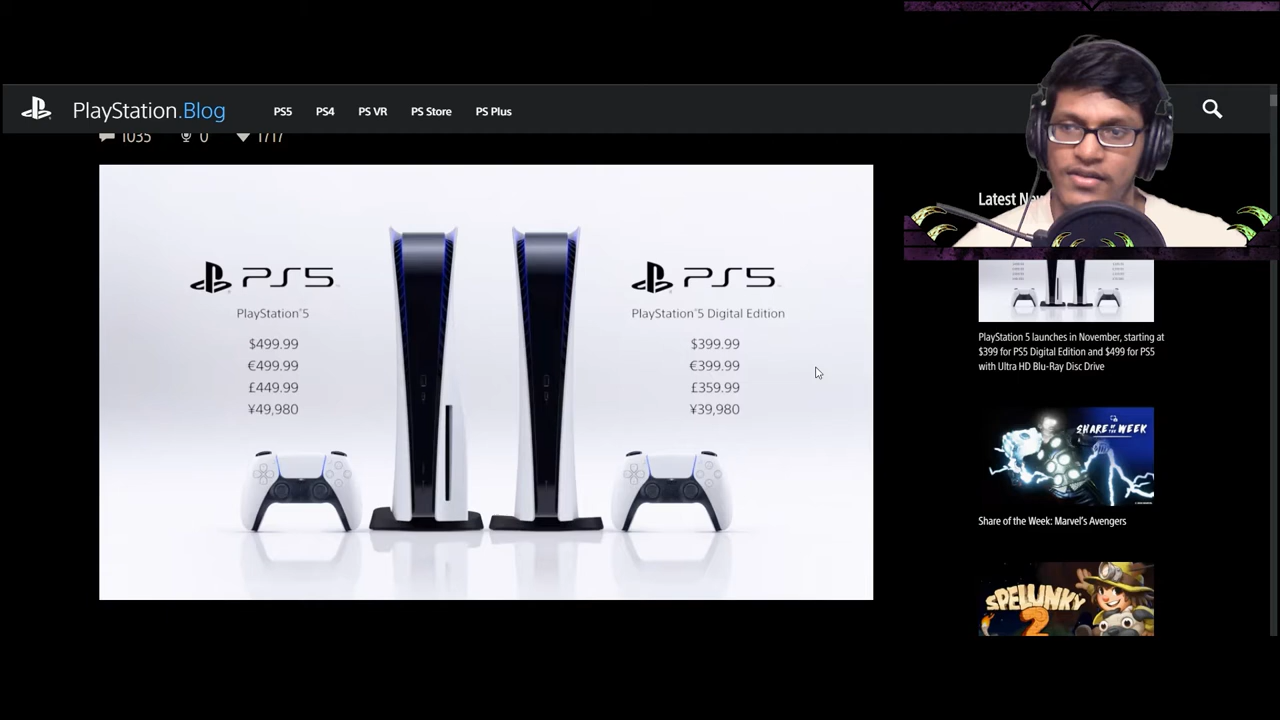 PlayStation.Blog
PS5
PS4
PS VR
PS Store
PS Plus
1035
0
1717
PS5
PlayStation®5
$499.99
€499.99
£449.99
¥49,980
PS5
PlayStation®5 Digital Edition
$399.99
€399.99
£359.99
¥39,980
Latest
PlayStation 5 launches in November, starting at
$399 for PS5 Digital Edition and $499 for PS5
with Ultra HD Blu-Ray Disc Drive
SHARE
OF THE
WEEK
Share of the Week: Marvel's Avengers
SPELUNKY
2